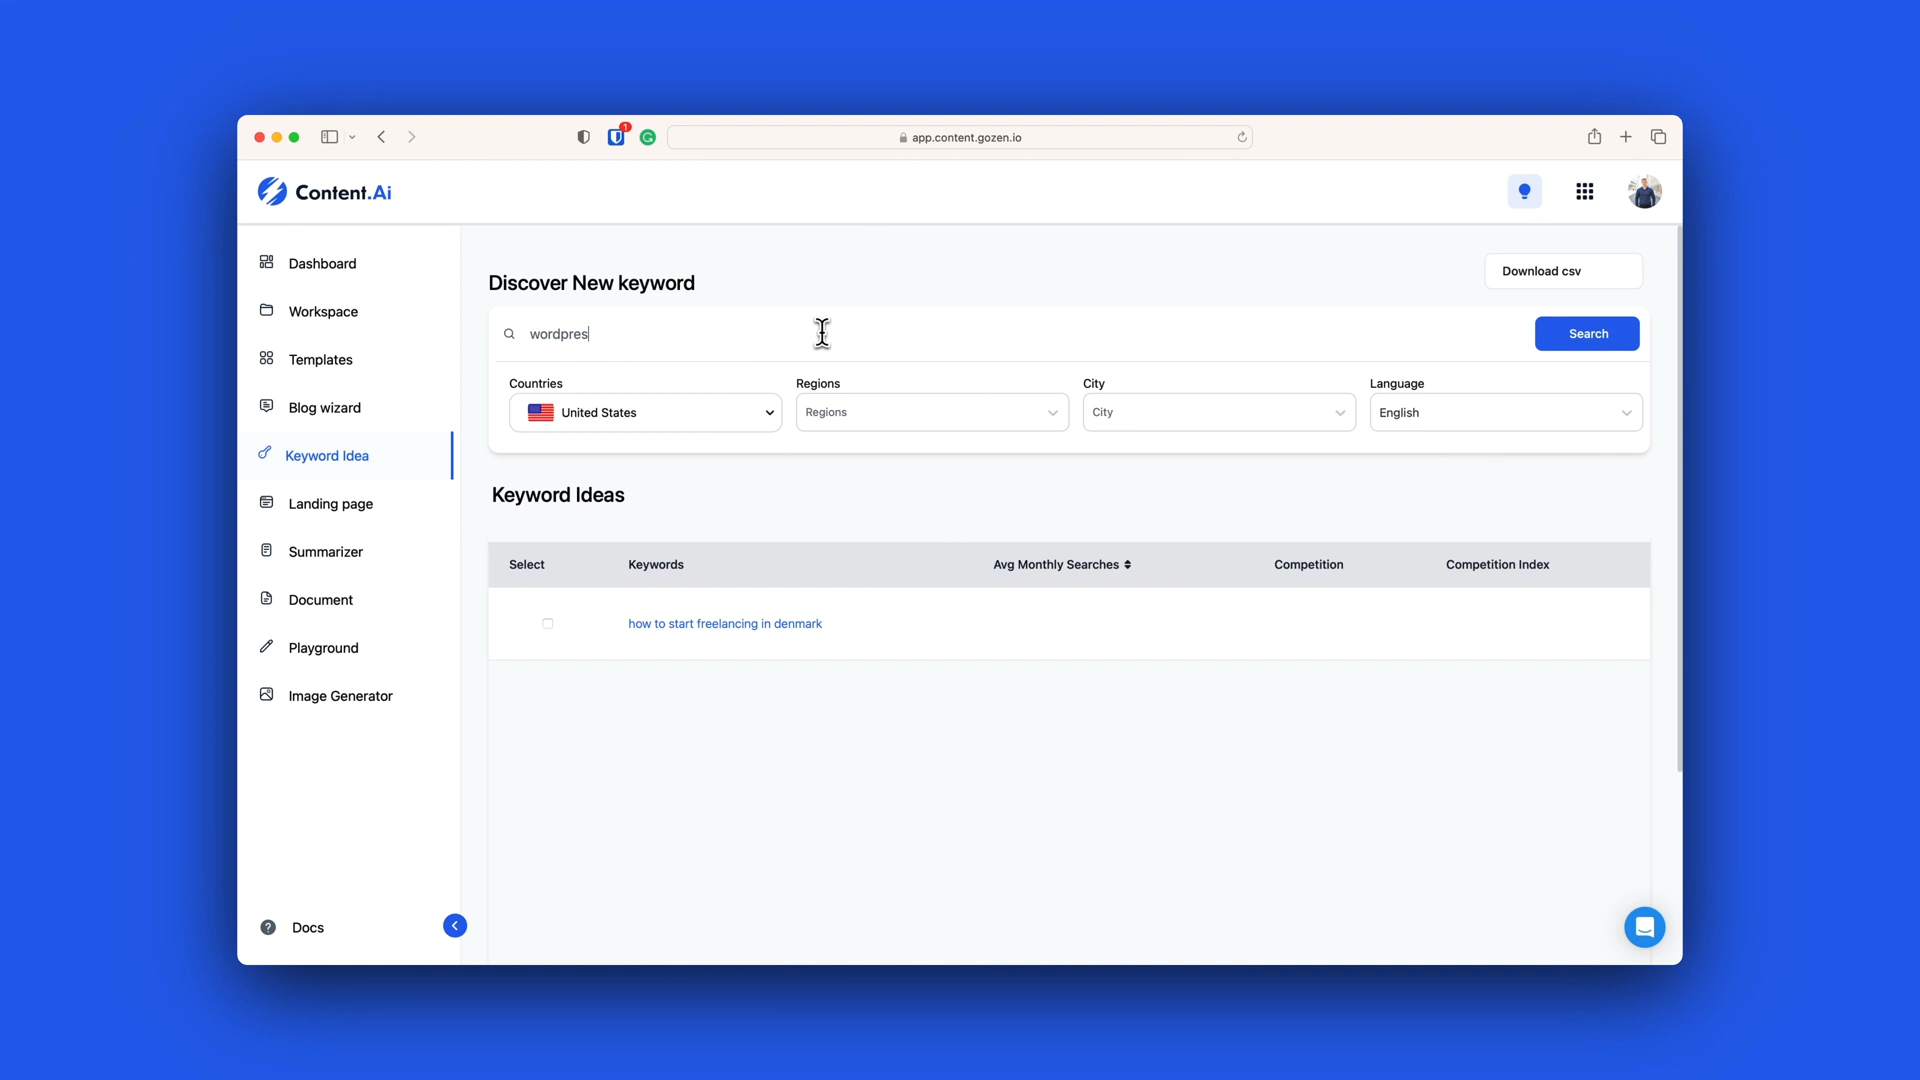 1
app.content.gozen.io
Content.Ai
Dashboard
Workspace
Templates
Blog wizard
Keyword Idea
Landing page
Summarizer
Document
Playground
Image Generator
Docs
Download csv
Discover New keyword
wordpres
Search
Countries Regions City Language
United States Regions City English
Keyword Ideas
Select Keywords Avg Monthly Searches Competition Competition Index
how to start freelancing in denmark